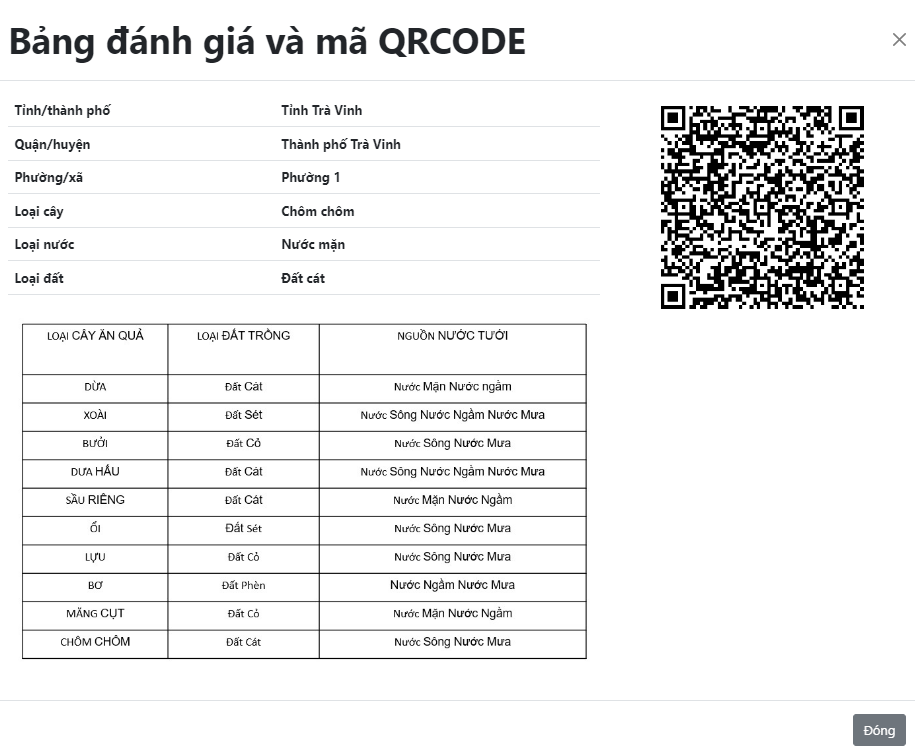 Bảng đánh giá và mã QRCODE
Tỉnh/thành phố Tỉnh Trà Vinh
Quận/huyện Thành phố Trà Vinh
Phường/xã Phường 1
Loại cây Chôm chôm
Loại nước Nước mặn
Loại đất Đất cát
LOẠI CÂY ĂN QUẢ LOẠI ĐẤT TRỒNG NGUỒN NƯỚC TƯỚI
DỪA Đất Cát Nước Mặn Nước ngầm
XOÀI Đất Sét Nước Sông Nước Ngầm Nước Mưa
BƯỞI Đất Cỏ Nước Sông Nước Mưa
DƯA HẤU Đất Cát Nước Sông Nước Ngầm Nước Mưa
SẦU RIÊNG Đất Cát Nước Mặn Nước Ngầm
ỔI Đất Sét Nước Sông Nước Mưa
LỰU Đất Cỏ Nước Sông Nước Mưa
BƠ Đất Phèn Nước Ngầm Nước Mưa
MĂNG CỤT Đất Cỏ Nước Mặn Nước Ngầm
CHÔM CHÔM Đất Cát Nước Sông Nước Mưa
Đóng